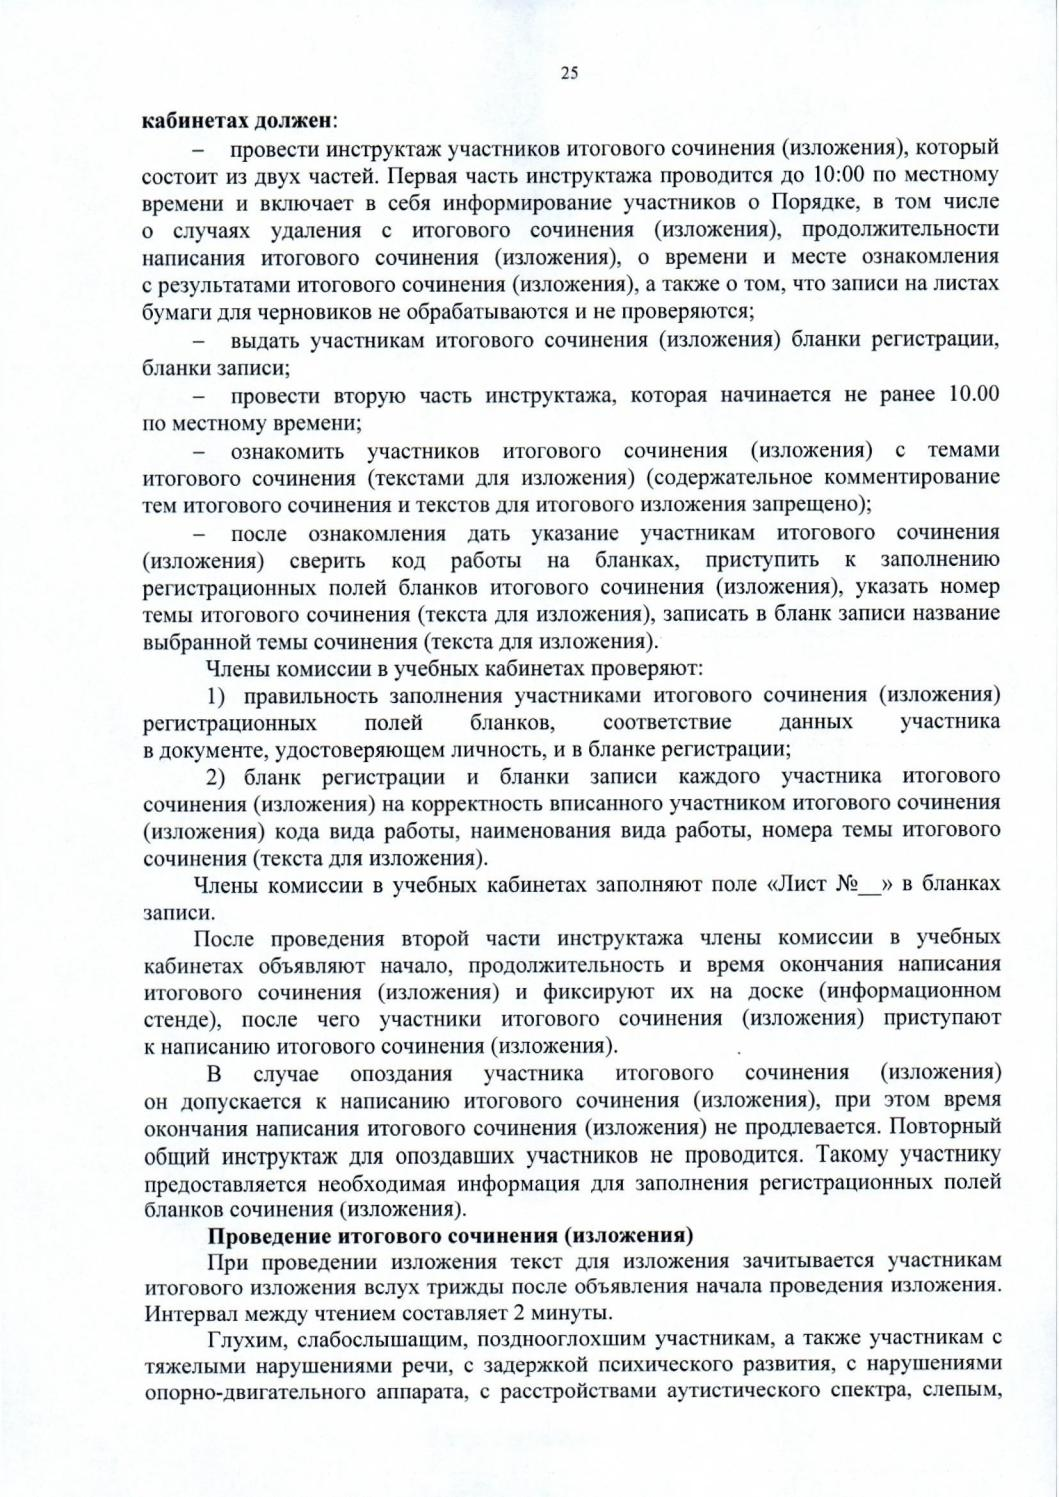 25
кабинетах должен:
– провести инструктаж участников итогового сочинения (изложения), который
состоит из двух частей. Первая часть инструктажа проводится до 10:00 по местному
времени и включает в себя информирование участников о Порядке, в том числе
о случаях удаления с итогового сочинения (изложения), продолжительности
написания итогового сочинения (изложения), о времени и месте ознакомления
с результатами итогового сочинения (изложения), а также о том, что записи на листах
бумаги для черновиков не обрабатываются и не проверяются;
– выдать участникам итогового сочинения (изложения) бланки регистрации,
бланки записи;
– провести вторую часть инструктажа, которая начинается не ранее 10.00
по местному времени;
– ознакомить участников итогового сочинения (изложения) с темами
итогового сочинения (текстами для изложения) (содержательное комментирование
тем итогового сочинения и текстов для итогового изложения запрещено);
– после ознакомления дать указание участникам итогового сочинения
(изложения) сверить код работы на бланках, приступить к заполнению
регистрационных полей бланков итогового сочинения (изложения), указать номер
темы итогового сочинения (текста для изложения), записать в бланк записи название
выбранной темы сочинения (текста для изложения).
Члены комиссии в учебных кабинетах проверяют:
1) правильность заполнения участниками итогового сочинения (изложения)
регистрационных полей бланков, соответствие данных участника
в документе, удостоверяющем личность, и в бланке регистрации;
2) бланк регистрации и бланки записи каждого участника итогового
сочинения (изложения) на корректность вписанного участником итогового сочинения
(изложения) кода вида работы, наименования вида работы, номера темы итогового
сочинения (текста для изложения).
Члены комиссии в учебных кабинетах заполняют поле «Лист №__» в бланках
записи.
После проведения второй части инструктажа члены комиссии в учебных
кабинетах объявляют начало, продолжительность и время окончания написания
итогового сочинения (изложения) и фиксируют их на доске (информационном
стенде), после чего участники итогового сочинения (изложения) приступают
к написанию итогового сочинения (изложения).
В случае опоздания участника итогового сочинения (изложения)
он допускается к написанию итогового сочинения (изложения), при этом время
окончания написания итогового сочинения (изложения) не продлевается. Повторный
общий инструктаж для опоздавших участников не проводится. Такому участнику
предоставляется необходимая информация для заполнения регистрационных полей
бланков сочинения (изложения).
Проведение итогового сочинения (изложения)
При проведении изложения текст для изложения зачитывается участникам
итогового изложения вслух трижды после объявления начала проведения изложения.
Интервал между чтением составляет 2 минуты.
Глухим, слабослышащим, позднооглохшим участникам, а также участникам с
тяжелыми нарушениями речи, с задержкой психического развития, с нарушениями
опорно-двигательного аппарата, с расстройствами аутистического спектра, слепым,